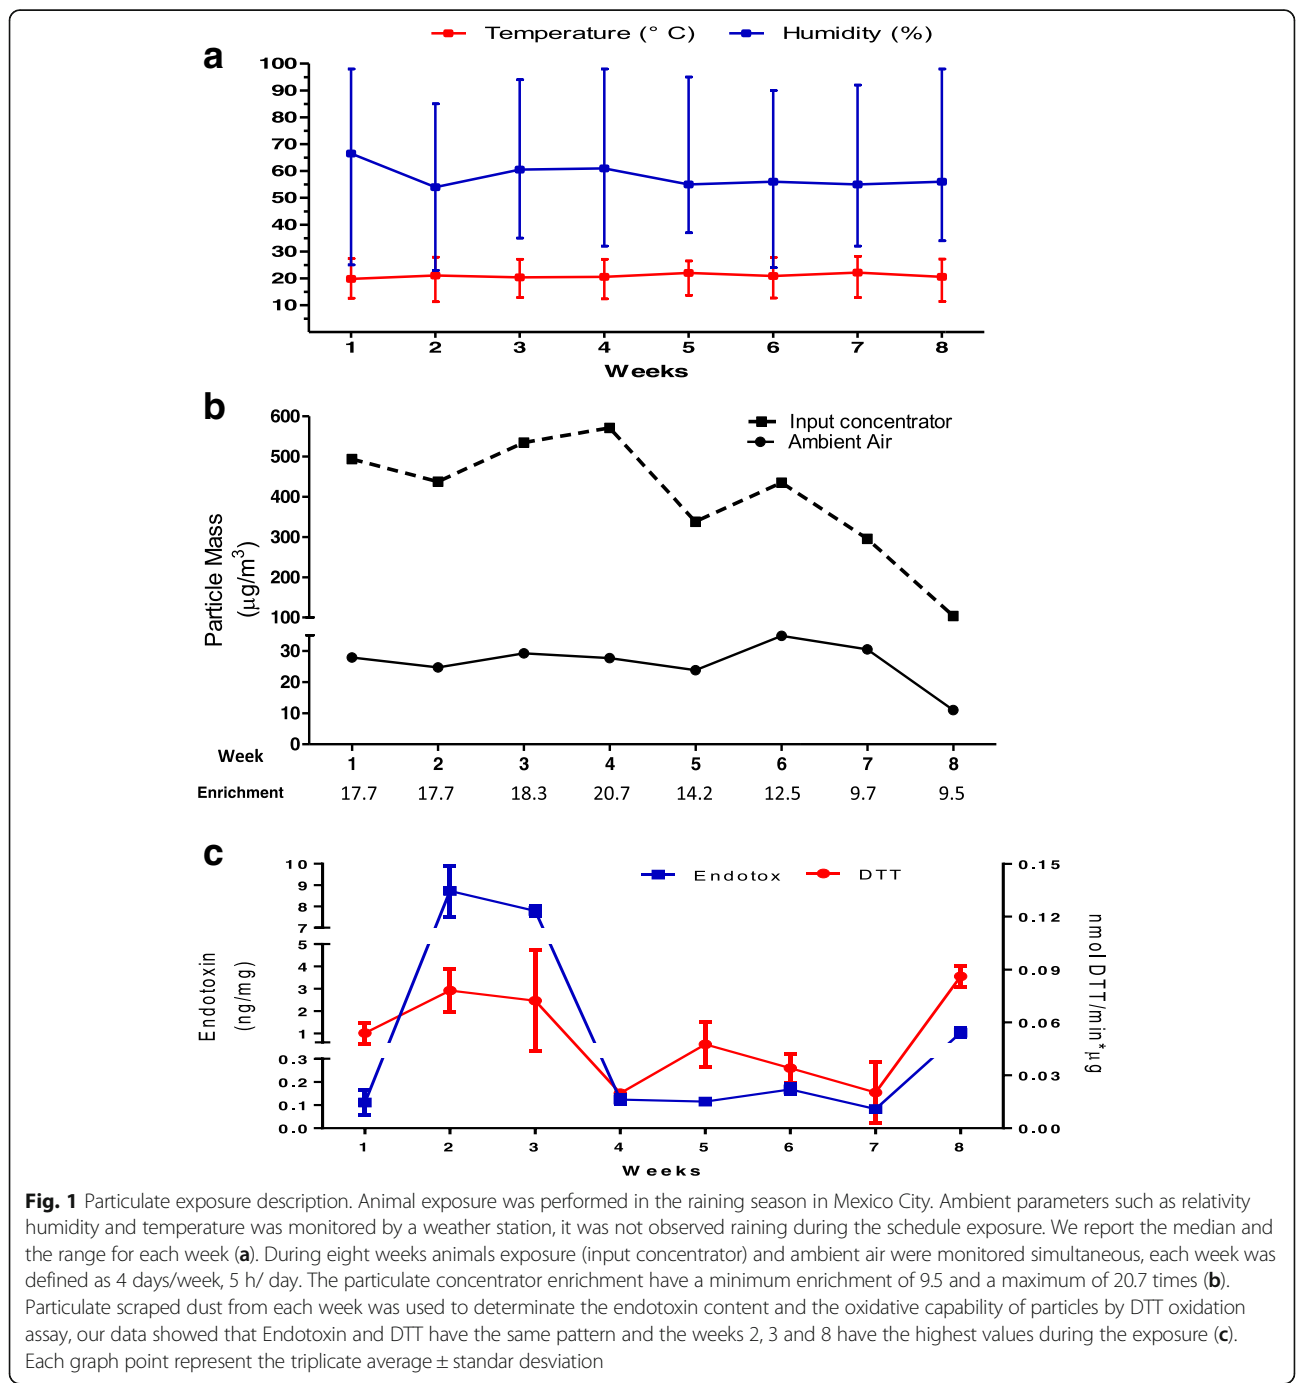 Temperature (° C) Humidity (%)
a
100
90
80
70
60
50
40
30
20
10
1 2 3 4 5 6 7 8
Weeks
b
Input concentrator
Ambient Air
Particle Mass
(µg/m³)
600
500
400
300
200
100
30
20
10
0
Week 1 2 3 4 5 6 7 8
Enrichment 17.7 17.7 18.3 20.7 14.2 12.5 9.7 9.5
c
Endotox DTT
Endotoxin
(ng/mg)
10
9
8
7
5
4
3
2
1
0.3
0.2
0.1
0.0
0.15
0.12
0.09
0.06
0.03
0.00
nmol DTT/min*µg
1 2 3 4 5 6 7 8
Weeks
Fig. 1 Particulate exposure description. Animal exposure was performed in the raining season in Mexico City. Ambient parameters such as relativity
humidity and temperature was monitored by a weather station, it was not observed raining during the schedule exposure. We report the median and
the range for each week (a). During eight weeks animals exposure (input concentrator) and ambient air were monitored simultaneous, each week was
defined as 4 days/week, 5 h/ day. The particulate concentrator enrichment have a minimum enrichment of 9.5 and a maximum of 20.7 times (b).
Particulate scraped dust from each week was used to determinate the endotoxin content and the oxidative capability of particles by DTT oxidation
assay, our data showed that Endotoxin and DTT have the same pattern and the weeks 2, 3 and 8 have the highest values during the exposure (c).
Each graph point represent the triplicate average ± standar desviation